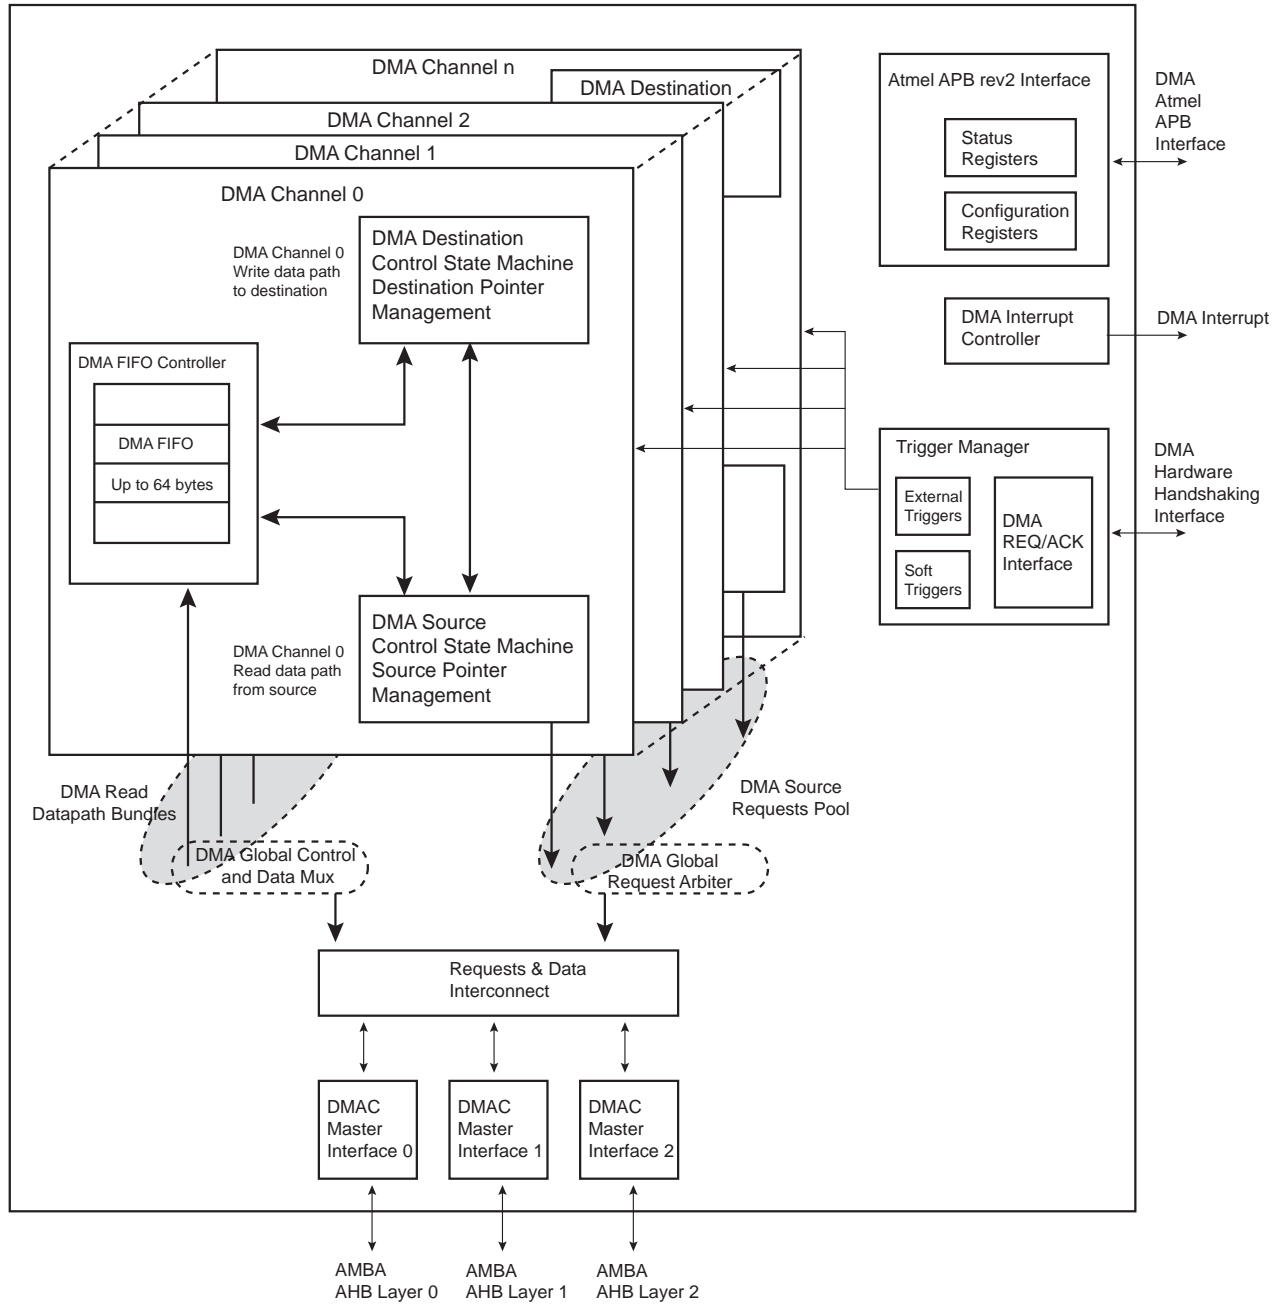 DMA Channel n
DMA Destination
DMA Channel 2
DMA Channel 1
DMA Channel 0
DMA Channel 0
Write data path
to destination
DMA Destination
Control State Machine
Destination Pointer
Management
DMA FIFO Controller
DMA FIFO
Up to 64 bytes
DMA Channel 0
Read data path
from source
DMA Source
Control State Machine
Source Pointer
Management
DMA Read
Datapath Bundles
DMA Source
Requests Pool
DMA Global Control
and Data Mux
DMA Global
Request Arbiter
Requests & Data
Interconnect
DMAC
Master
Interface 0
DMAC
Master
Interface 1
DMAC
Master
Interface 2
AMBA
AHB Layer 0
AMBA
AHB Layer 1
AMBA
AHB Layer 2
Atmel APB rev2 Interface
Status
Registers
Configuration
Registers
DMA
Atmel
APB
Interface
DMA Interrupt
Controller
DMA Interrupt
Trigger Manager
External
Triggers
Soft
Triggers
DMA
REQ/ACK
Interface
DMA
Hardware
Handshaking
Interface